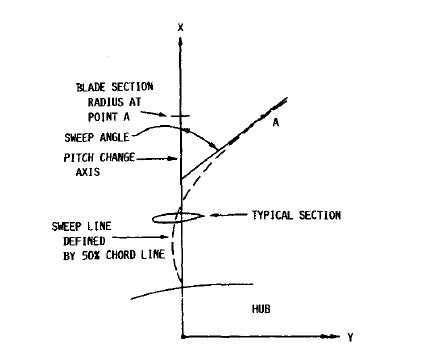 X
BLADE SECTION
RADIUS AT
POINT A
A
SWEEP ANGLE
PITCH CHANGE
AXIS
TYPICAL SECTION
SWEEP LINE
DEFINED
BY 50% CHORD LINE
HUB
Y